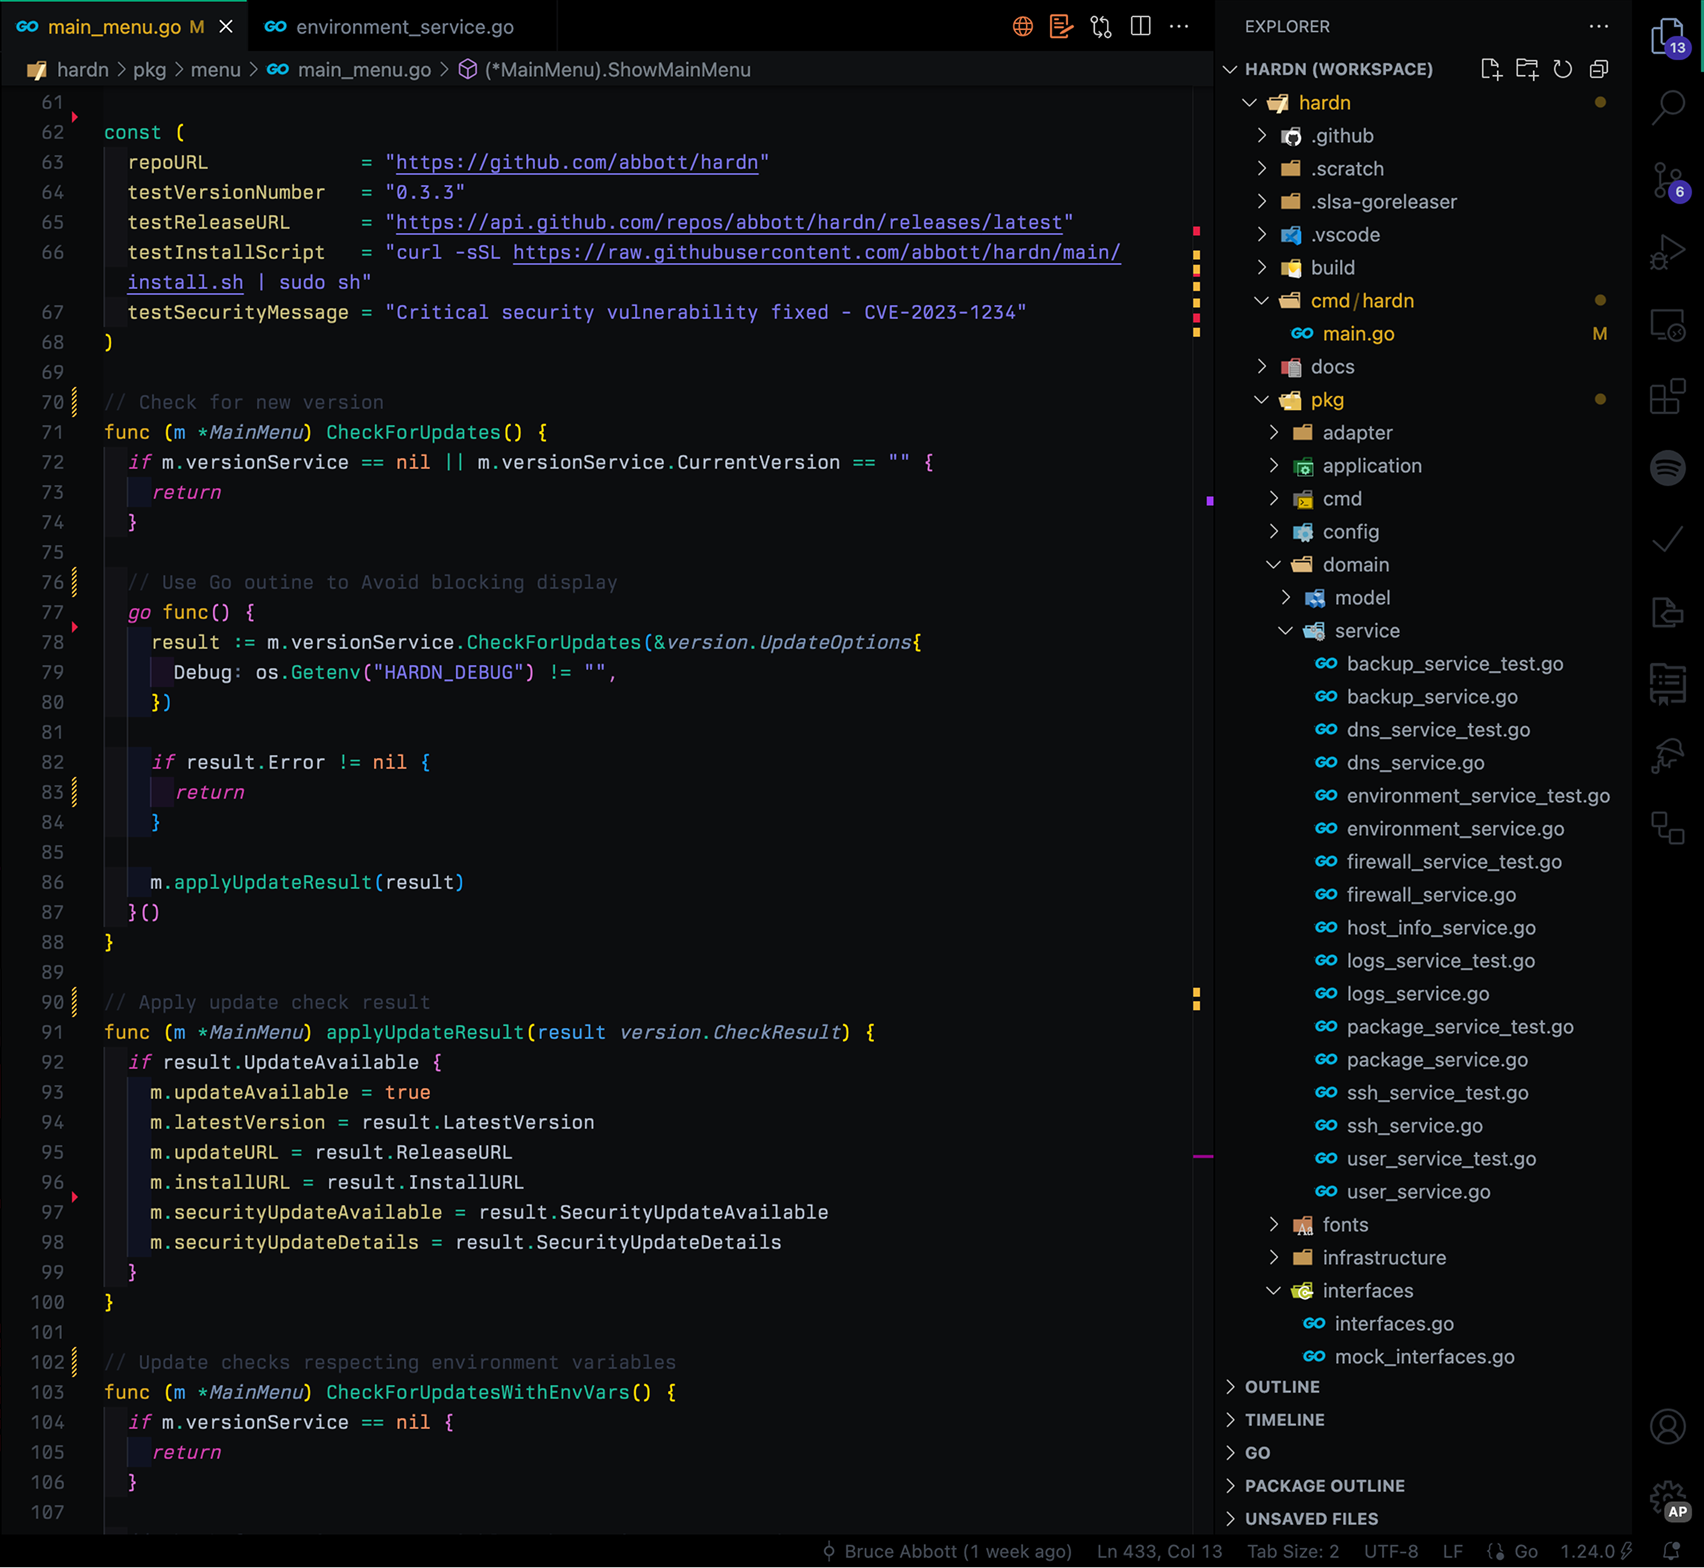 main_menu.go M
environment_service.go
hardn > pkg > menu > main_menu.go > (*MainMenu).ShowMainMenu
61
62 const (
63 repoURL = "https://github.com/abbott/hardn"
64 testVersionNumber = "0.3.3"
65 testReleaseURL = "https://api.github.com/repos/abbott/hardn/releases/latest"
66 testInstallScript = "curl -sSL https://raw.githubusercontent.com/abbott/hardn/main/
install.sh | sudo sh"
67 testSecurityMessage = "Critical security vulnerability fixed - CVE-2023-1234"
68 )
69
70 // Check for new version
71 func (m *MainMenu) CheckForUpdates() {
72 if m.versionService == nil || m.versionService.CurrentVersion == "" {
73 return
74 }
75
76 // Use Go outine to Avoid blocking display
77 go func() {
78 result := m.versionService.CheckForUpdates(&version.UpdateOptions{
79 Debug: os.Getenv("HARDN_DEBUG") != "",
80 })
81
82 if result.Error != nil {
83 return
84 }
85
86 m.applyUpdateResult(result)
87 }()
88 }
89
90 // Apply update check result
91 func (m *MainMenu) applyUpdateResult(result version.CheckResult) {
92 if result.UpdateAvailable {
93 m.updateAvailable = true
94 m.latestVersion = result.LatestVersion
95 m.updateURL = result.ReleaseURL
96 m.installURL = result.InstallURL
97 m.securityUpdateAvailable = result.SecurityUpdateAvailable
98 m.securityUpdateDetails = result.SecurityUpdateDetails
99 }
100 }
101
102 // Update checks respecting environment variables
103 func (m *MainMenu) CheckForUpdatesWithEnvVars() {
104 if m.versionService == nil {
105 return
106 }
107
EXPLORER
HARDN (WORKSPACE)
hardn
.github
.scratch
.slsa-goreleaser
.vscode
build
cmd/hardn
main.go M
docs
pkg
adapter
application
cmd
config
domain
model
service
backup_service_test.go
backup_service.go
dns_service_test.go
dns_service.go
environment_service_test.go
environment_service.go
firewall_service_test.go
firewall_service.go
host_info_service.go
logs_service_test.go
logs_service.go
package_service_test.go
package_service.go
ssh_service_test.go
ssh_service.go
user_service_test.go
user_service.go
fonts
infrastructure
interfaces
interfaces.go
mock_interfaces.go
OUTLINE
TIMELINE
GO
PACKAGE OUTLINE
UNSAVED FILES
13
6
AP
Bruce Abbott (1 week ago) Ln 433, Col 13 Tab Size: 2 UTF-8 LF {} Go 1.24.0